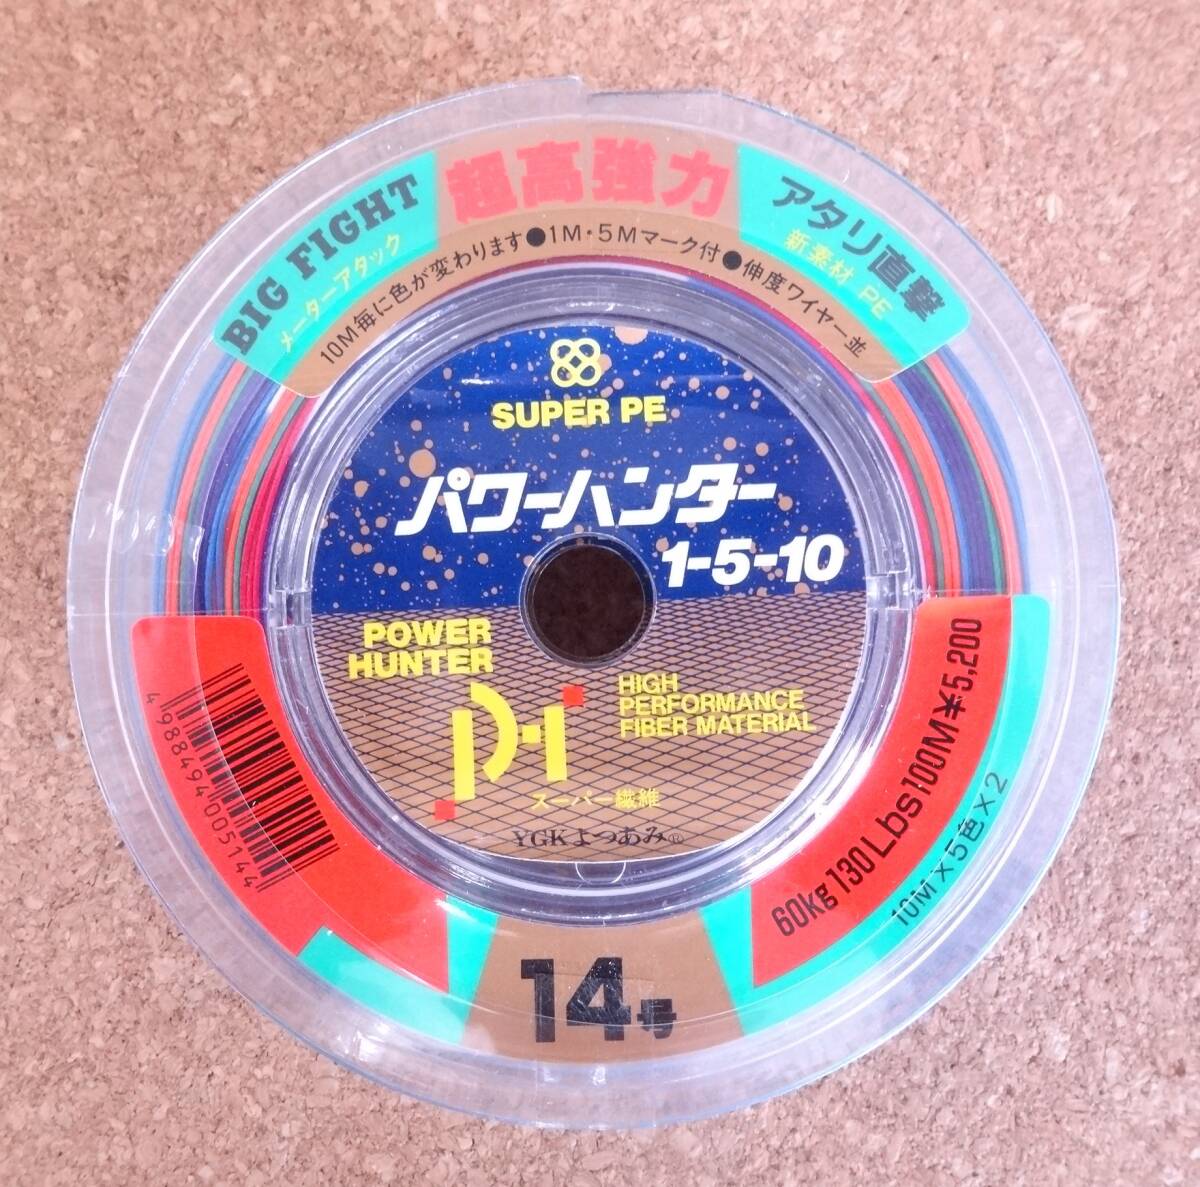 超高強力
BIG FIGHT
メーターアタック
アタリ直撃
新素材 PE
10M毎に色が変わります●1M・5Mマーク付●伸度ワイヤー並
SUPER PE
パワーハンター
1-5-10
POWER
HUNTER
HIGH
PERFORMANCE
FIBER MATERIAL
PH
スーパー繊維
YGKよつあみ®
4988494005144
60kg 130Lbs 100M ¥5,200
10M×5色×2
14号